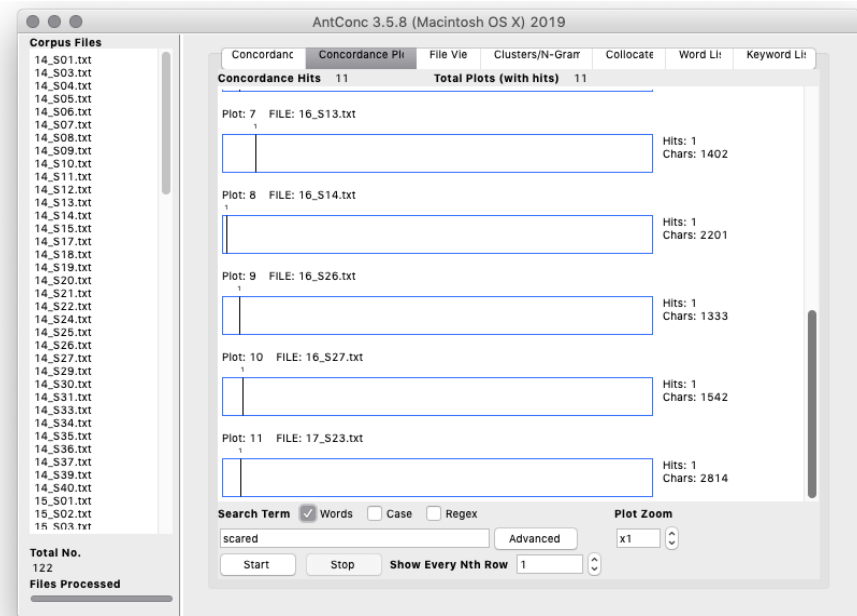 AntConc 3.5.8 (Macintosh OS X) 2019
Corpus Files
14_S01.txt
14_S03.txt
14_S04.txt
14_S05.txt
14_S06.txt
14_S07.txt
14_S08.txt
14_S09.txt
14_S10.txt
14_S11.txt
14_S12.txt
14_S13.txt
14_S14.txt
14_S15.txt
14_S17.txt
14_S18.txt
14_S19.txt
14_S20.txt
14_S21.txt
14_S22.txt
14_S24.txt
14_S25.txt
14_S26.txt
14_S27.txt
14_S29.txt
14_S30.txt
14_S31.txt
14_S33.txt
14_S34.txt
14_S35.txt
14_S36.txt
14_S37.txt
14_S39.txt
14_S40.txt
15_S01.txt
15_S02.txt
15_S03.txt
Total No.
122
Files Processed
Concordanc Concordance Plo File Vie Clusters/N-Gram Collocate Word Lis Keyword Lis
Concordance Hits 11 Total Plots (with hits) 11
Plot: 7 FILE: 16_S13.txt
1
Hits: 1
Chars: 1402
Plot: 8 FILE: 16_S14.txt
1
Hits: 1
Chars: 2201
Plot: 9 FILE: 16_S26.txt
1
Hits: 1
Chars: 1333
Plot: 10 FILE: 16_S27.txt
1
Hits: 1
Chars: 1542
Plot: 11 FILE: 17_S23.txt
1
Hits: 1
Chars: 2814
Search Term Words Case Regex Plot Zoom
scared Advanced x1
Start Stop Show Every Nth Row 1